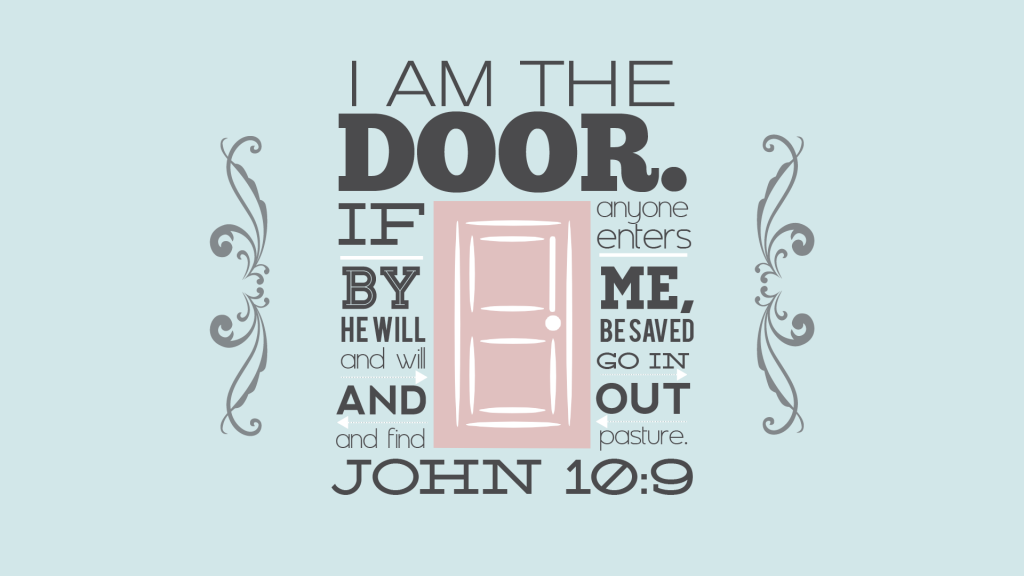 I AM THE
DOOR.
IF anyone
enters
BY ME,
HE WILL BE SAVED
and will GO IN
AND OUT
and find pasture.
JOHN 10:9